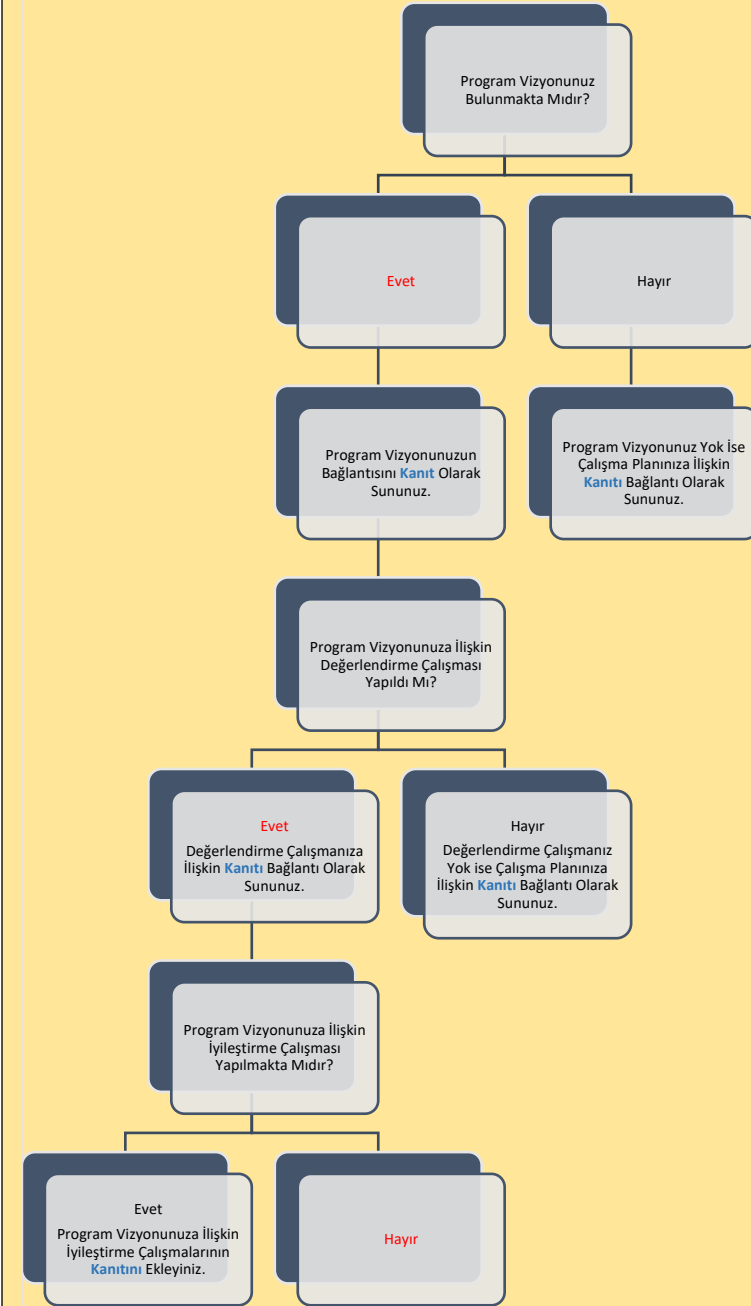 Program Vizyonunuz
Bulunmakta Mıdır?
Evet
Hayır
Program Vizyonunuzun
Bağlantısını Kanıt Olarak
Sununuz.
Program Vizyonunuz Yok İse
Çalışma Planınıza İlişkin
Kanıtı Bağlantı Olarak
Sununuz.
Program Vizyonunuza İlişkin
Değerlendirme Çalışması
Yapıldı Mı?
Evet
Değerlendirme Çalışmanıza
İlişkin Kanıtı Bağlantı Olarak
Sununuz.
Hayır
Değerlendirme Çalışmanız
Yok ise Çalışma Planınıza
İlişkin Kanıtı Bağlantı Olarak
Sununuz.
Program Vizyonunuza İlişkin
İyileştirme Çalışması
Yapılmakta Mıdır?
Evet
Program Vizyonunuza İlişkin
İyileştirme Çalışmalarının
Kanıtını Ekleyiniz.
Hayır